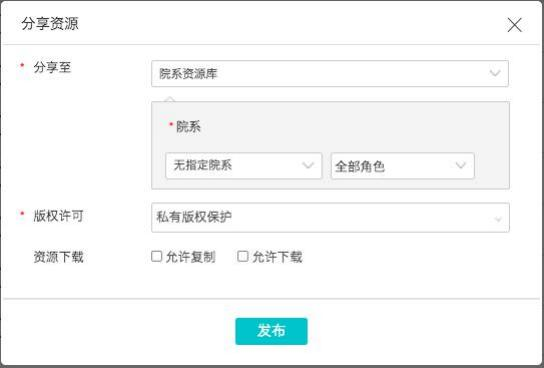 分享资源
* 分享至
院系资源库
* 院系
无指定院系 全部角色
* 版权许可
私有版权保护
资源下载 允许复制 允许下载
发布